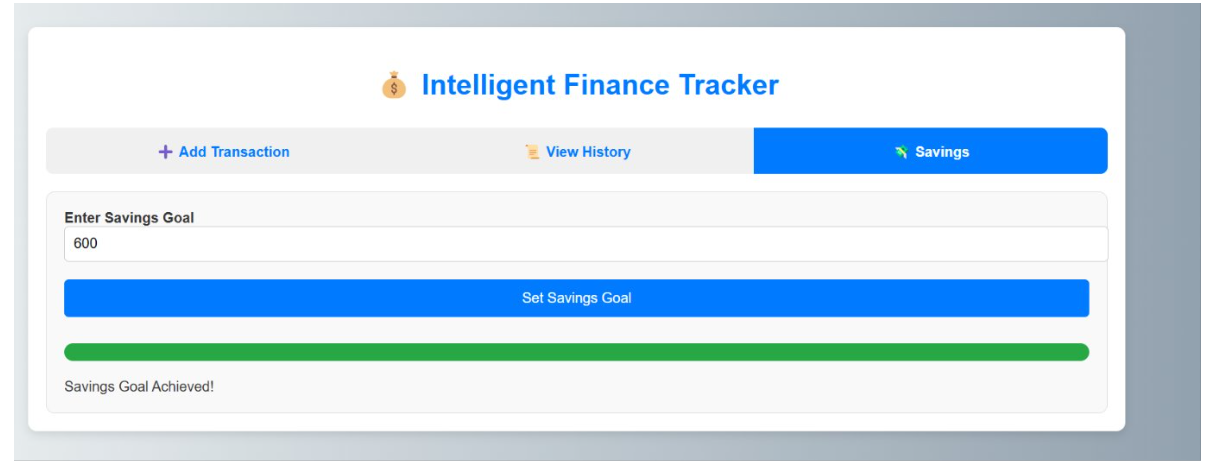 💰 Intelligent Finance Tracker
➕ Add Transaction
📜 View History
💸 Savings
Enter Savings Goal
600
Set Savings Goal
Savings Goal Achieved!